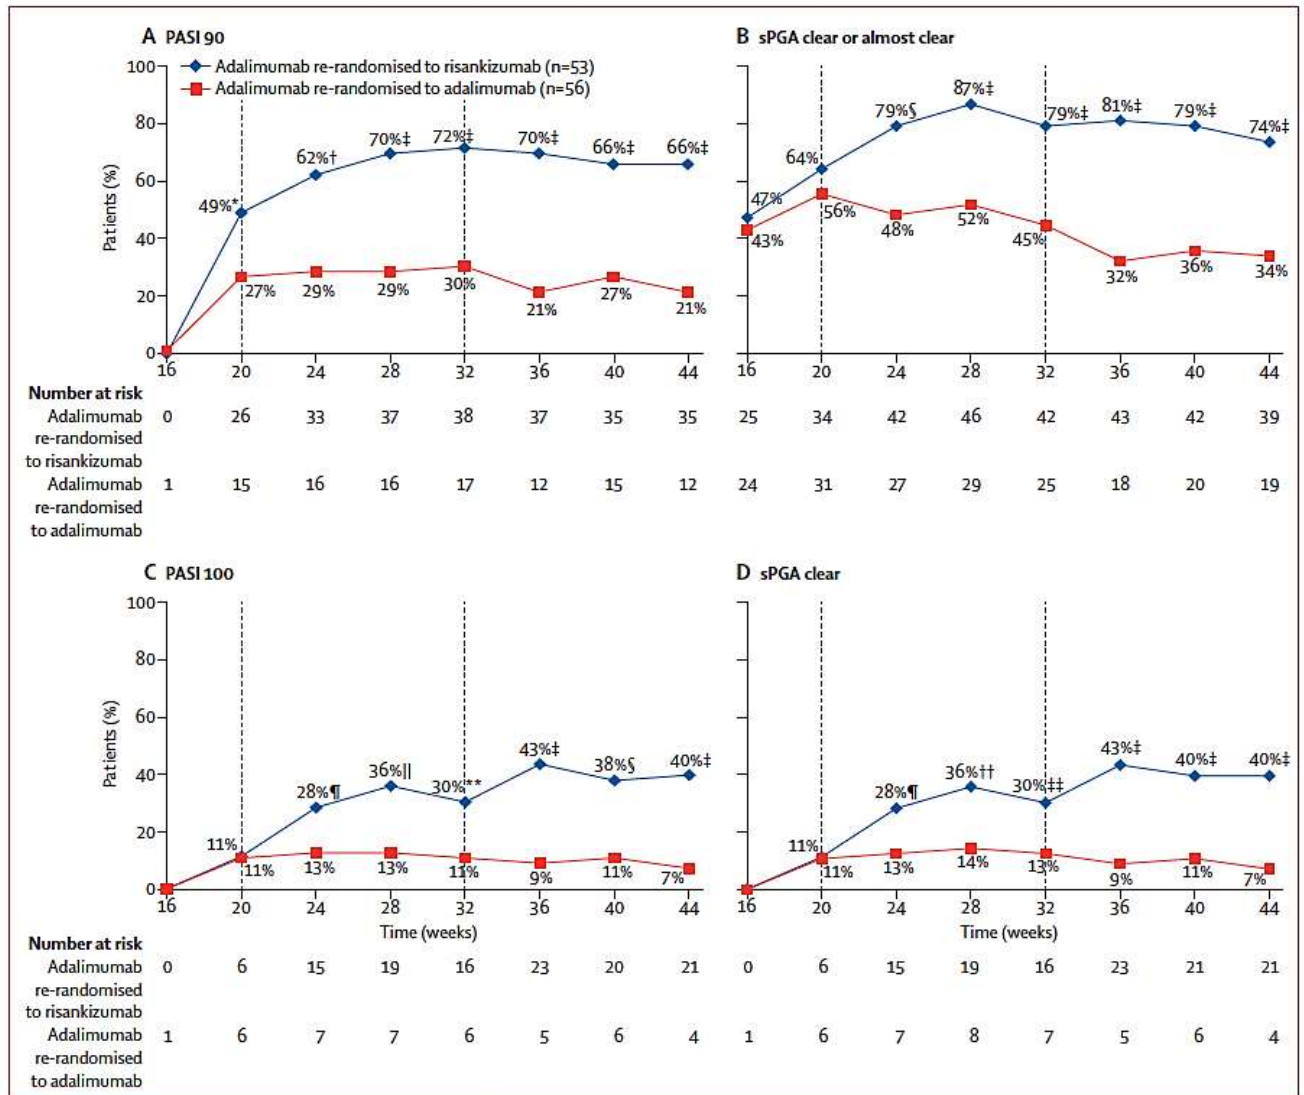 A PASI 90
Adalimumab re-randomised to risankizumab (n=53)
Adalimumab re-randomised to adalimumab (n=56)
Patients (%)
100
80
60
40
20
0
49%* 62%† 70%‡ 72%‡ 70%‡ 66%‡ 66%‡
27% 29% 29% 30% 21% 27% 21%
16 20 24 28 32 36 40 44
B sPGA clear or almost clear
47% 64% 79%§ 87%‡ 79%‡ 81%‡ 79%‡ 74%‡
43% 56% 48% 52% 45% 32% 36% 34%
16 20 24 28 32 36 40 44
Number at risk
Adalimumab 0 26 33 37 38 37 35 35 25 34 42 46 42 43 42 39
re-randomised
to risankizumab
Adalimumab 1 15 16 16 17 12 15 12 24 31 27 29 25 18 20 19
re-randomised
to adalimumab
C PASI 100
Patients (%)
100
80
60
40
20
0
11% 28%¶ 36%|| 30%** 43%‡ 38%§ 40%‡
11% 13% 13% 11% 9% 11% 7%
16 20 24 28 32 36 40 44
Time (weeks)
D sPGA clear
11% 28%¶ 36%†† 30%‡‡ 43%‡ 40%‡ 40%‡
11% 13% 14% 13% 9% 11% 7%
16 20 24 28 32 36 40 44
Time (weeks)
Number at risk
Adalimumab 0 6 15 19 16 23 20 21 0 6 15 19 16 23 21 21
re-randomised
to risankizumab
Adalimumab 1 6 7 7 6 5 6 4 1 6 7 8 7 5 6 4
re-randomised
to adalimumab